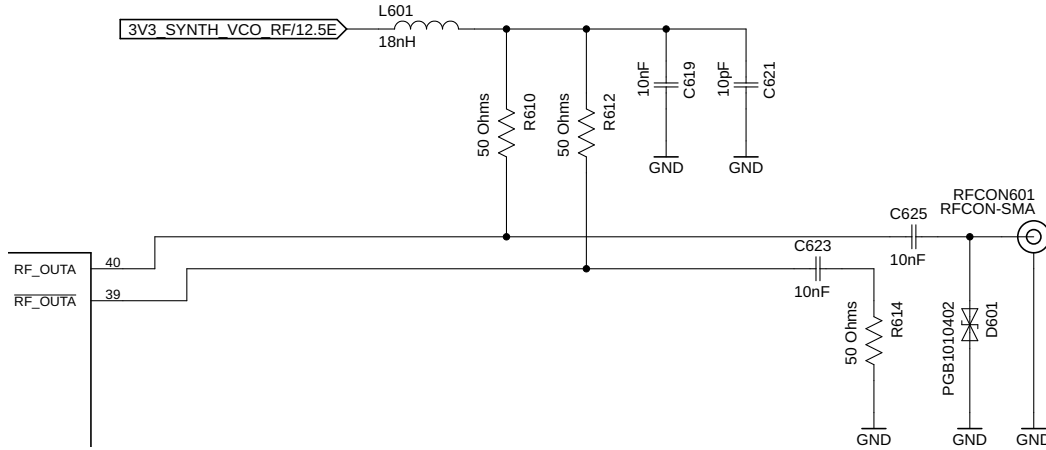 L601
3V3_SYNTH_VCO_RF/12.5E
18nH
50 Ohms
R610
50 Ohms
R612
10nF
C619
10pF
C621
GND
GND
RFCON601
RFCON-SMA
C625
10nF
C623
10nF
RF_OUTA
40
RF_OUTA
39
50 Ohms
R614
PGB1010402
D601
GND
GND
GND